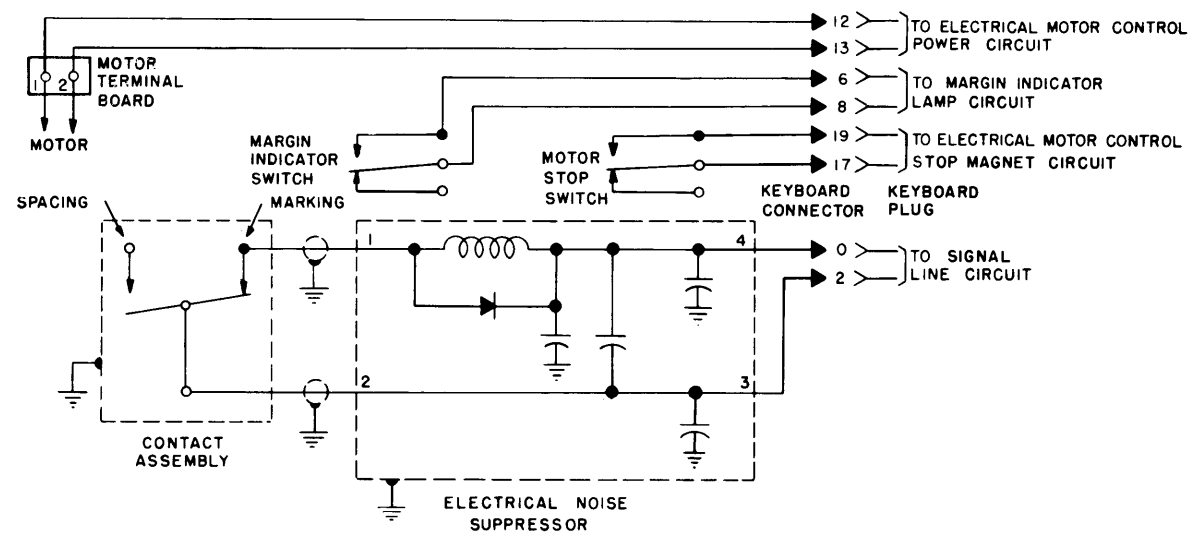 12
TO ELECTRICAL MOTOR CONTROL
POWER CIRCUIT
13
MOTOR
TERMINAL
BOARD
1 2
MOTOR
6
TO MARGIN INDICATOR
LAMP CIRCUIT
8
MARGIN
INDICATOR
SWITCH
MOTOR
STOP
SWITCH
19
TO ELECTRICAL MOTOR CONTROL
STOP MAGNET CIRCUIT
17
KEYBOARD
CONNECTOR
KEYBOARD
PLUG
SPACING
MARKING
1
4
0
TO SIGNAL
LINE CIRCUIT
2
2
3
CONTACT
ASSEMBLY
ELECTRICAL NOISE
SUPPRESSOR